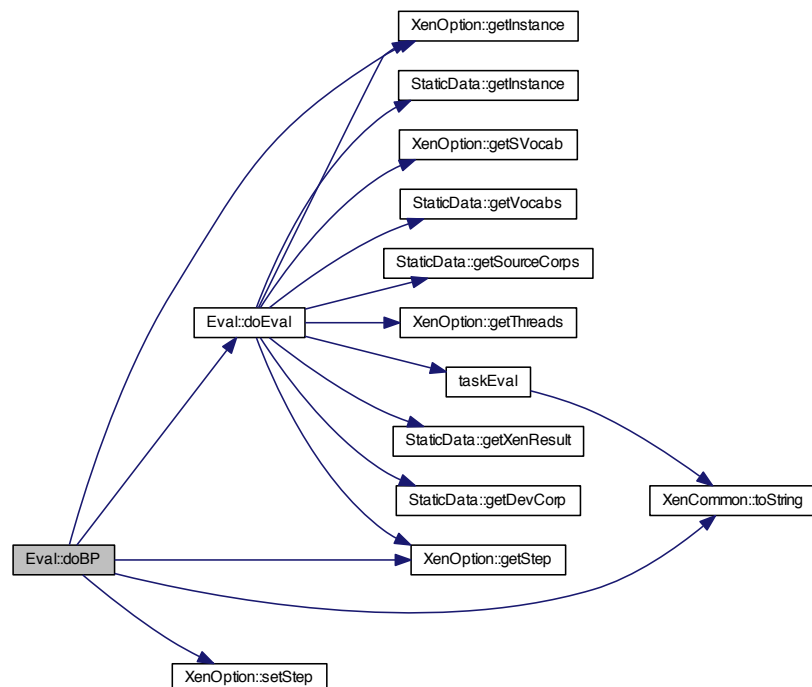 XenOption::getInstance
StaticData::getInstance
XenOption::getSVocab
StaticData::getVocabs
StaticData::getSourceCorps
Eval::doEval
XenOption::getThreads
taskEval
StaticData::getXenResult
StaticData::getDevCorp
XenCommon::toString
Eval::doBP
XenOption::getStep
XenOption::setStep